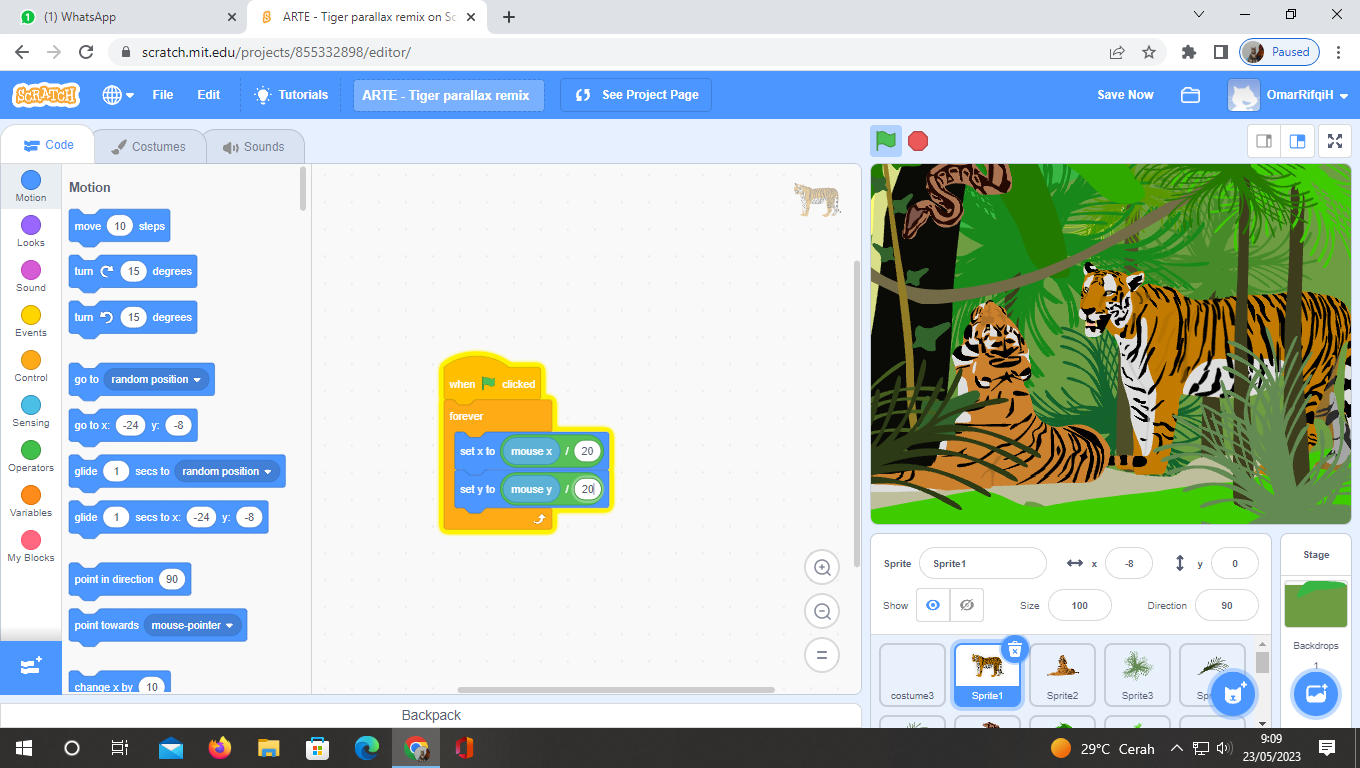 (1) WhatsApp
ARTE - Tiger parallax remix on Sc
scratch.mit.edu/projects/855332898/editor/
Paused
SCRATCH
File
Edit
Tutorials
ARTE - Tiger parallax remix
See Project Page
Save Now
OmarRifqiH
Code
Costumes
Sounds
Motion
Looks
Sound
Events
Control
Sensing
Operators
Variables
My Blocks
Motion
move 10 steps
turn 15 degrees
turn 15 degrees
go to random position
go to x: -24 y: -8
glide 1 secs to random position
glide 1 secs to x: -24 y: -8
point in direction 90
point towards mouse-pointer
change x by 10
when clicked
forever
set x to mouse x / 20
set y to mouse y / 20
Backpack
Sprite Sprite1 x -8 y 0
Show Size 100 Direction 90
costume3
Sprite1
Sprite2
Sprite3
Stage
Backdrops
1
29°C Cerah
9:09
23/05/2023